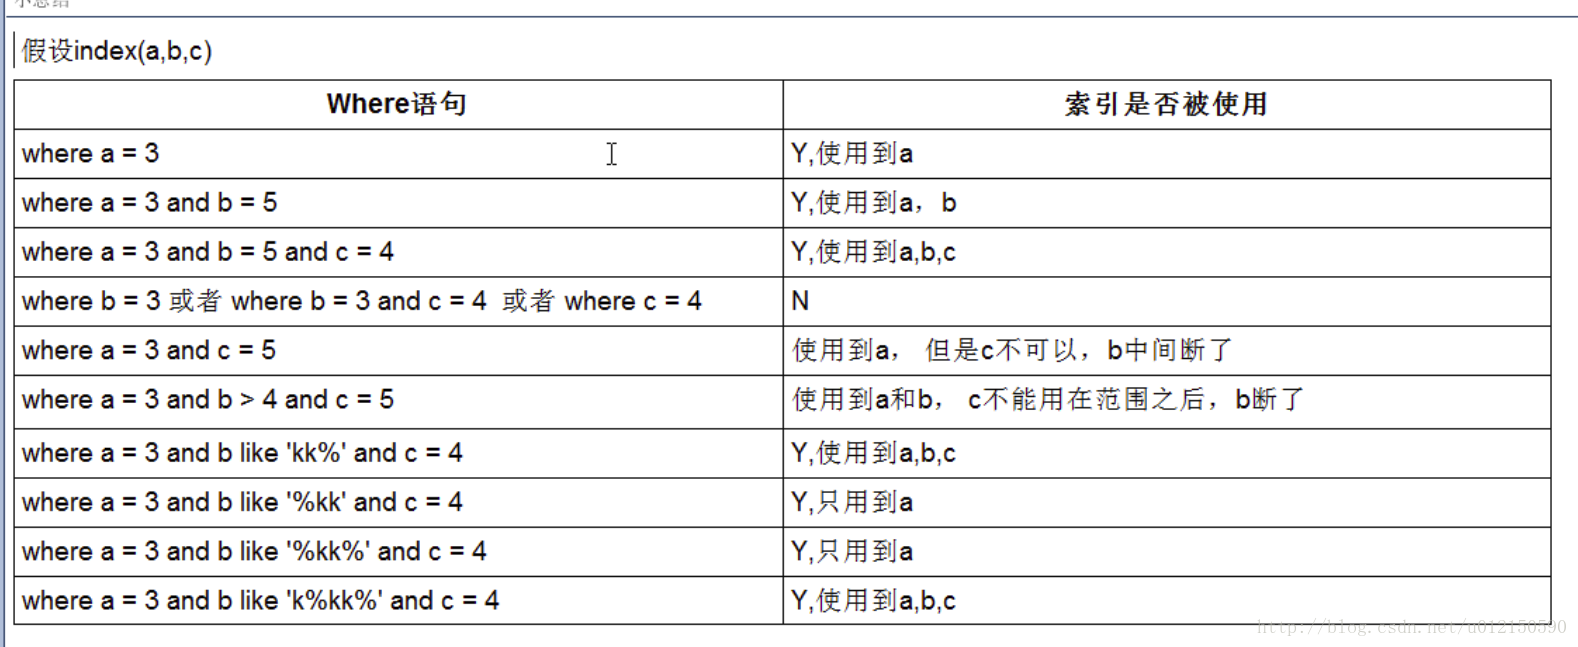 小总结
假设index(a,b,c)
Where语句 索引是否被使用
where a = 3 Y,使用到a
where a = 3 and b = 5 Y,使用到a，b
where a = 3 and b = 5 and c = 4 Y,使用到a,b,c
where b = 3 或者 where b = 3 and c = 4 或者 where c = 4 N
where a = 3 and c = 5 使用到a， 但是c不可以，b中间断了
where a = 3 and b > 4 and c = 5 使用到a和b， c不能用在范围之后，b断了
where a = 3 and b like 'kk%' and c = 4 Y,使用到a,b,c
where a = 3 and b like '%kk' and c = 4 Y,只用到a
where a = 3 and b like '%kk%' and c = 4 Y,只用到a
where a = 3 and b like 'k%kk%' and c = 4 Y,使用到a,b,c
http://blog.csdn.net/u012150590